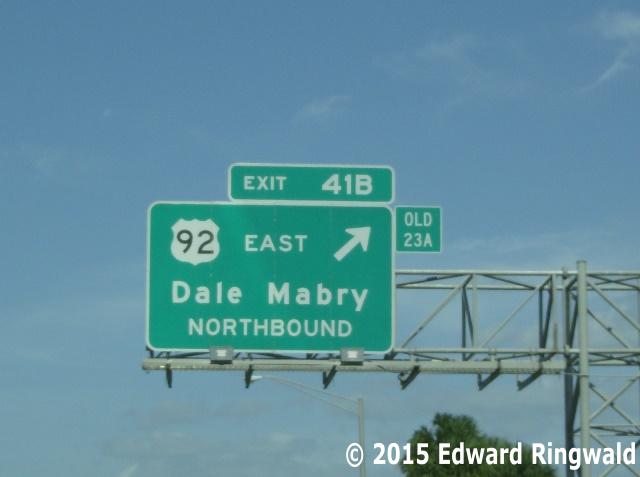 EXIT 41B
OLD
23A
92 EAST
Dale Mabry
NORTHBOUND
© 2015 Edward Ringwald